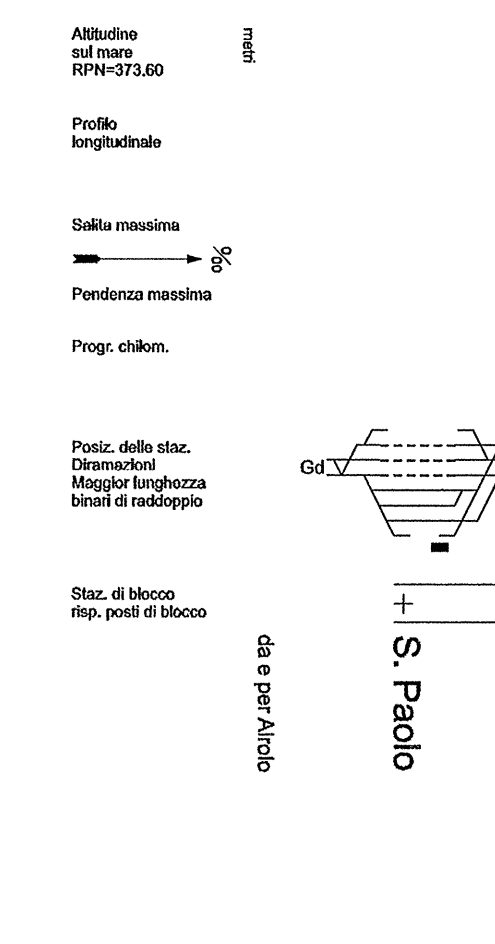 Altitudine
sul mare
RPN=373.60
metri
Profilo
longitudinale
Salita massima
‰
Pendenza massima
Progr. chilom.
Posiz. delle staz.
Diramazioni
Maggior lunghozza
binari di raddoppio
Gd
Staz. di blocco
risp. posti di blocco
da e per Airolo
S. Paolo